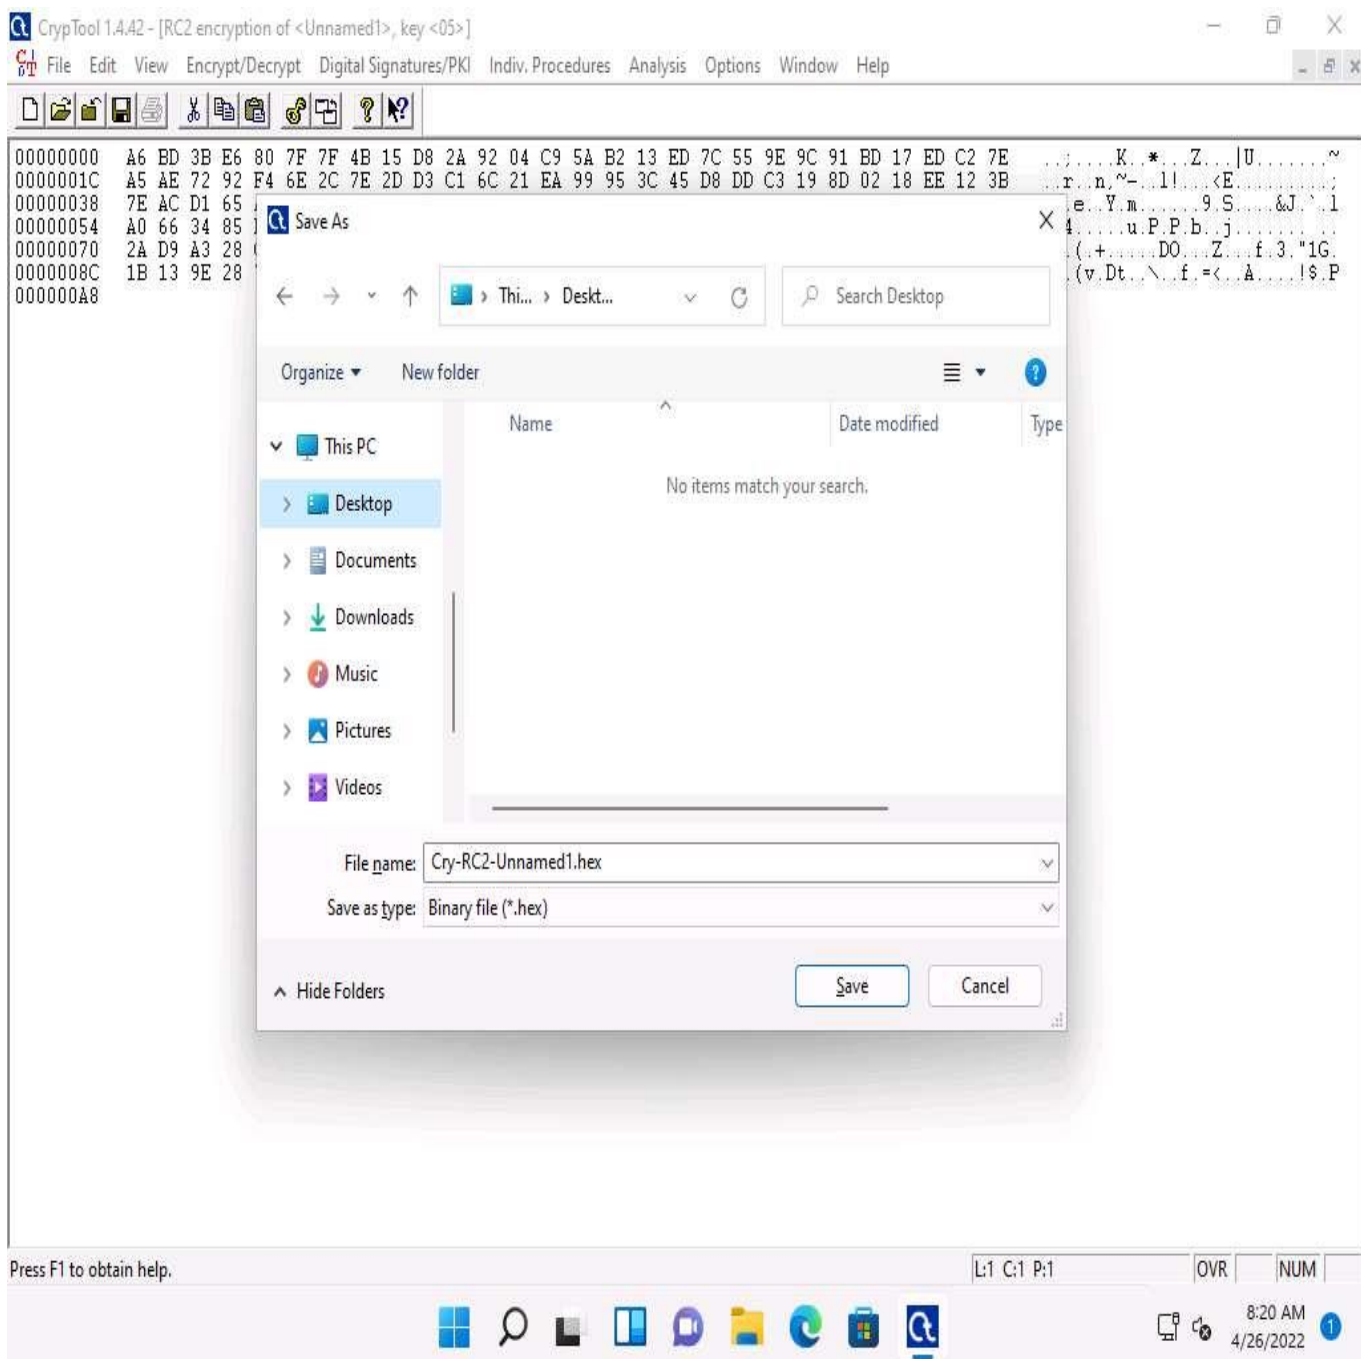 CrypTool 1.4.42 - [RC2 encryption of <Unnamed1>, key <05>]
File Edit View Encrypt/Decrypt Digital Signatures/PKI Indiv. Procedures Analysis Options Window Help
00000000 A6 BD 3B E6 80 7F 7F 4B 15 D8 2A 92 04 C9 5A B2 13 ED 7C 55 9E 9C 91 BD 17 ED C2 7E ..;....K..*...Z...|U.......~
0000001C A5 AE 72 92 F4 6E 2C 7E 2D D3 C1 6C 21 EA 99 95 3C 45 D8 DD C3 19 8D 02 18 EE 12 3B ..r..n,~-..l!...<E.........;
00000038 7E AC D1 65 .e..Y.m......9.S....&J.`.l
00000054 A0 66 34 85 4.....u.P.P.b..j..........
00000070 2A D9 A3 28 .(.+.....DO...Z...f.3."1G.
0000008C 1B 13 9E 28 .(v.Dt..\..f.=<..A....!$.P
000000A8
Save As
Thi... Deskt...
Search Desktop
Organize New folder
Name Date modified Type
No items match your search.
This PC
Desktop
Documents
Downloads
Music
Pictures
Videos
File name: Cry-RC2-Unnamed1.hex
Save as type: Binary file (*.hex)
Hide Folders
Save Cancel
Press F1 to obtain help.
L:1 C:1 P:1
OVR NUM
8:20 AM
4/26/2022
1